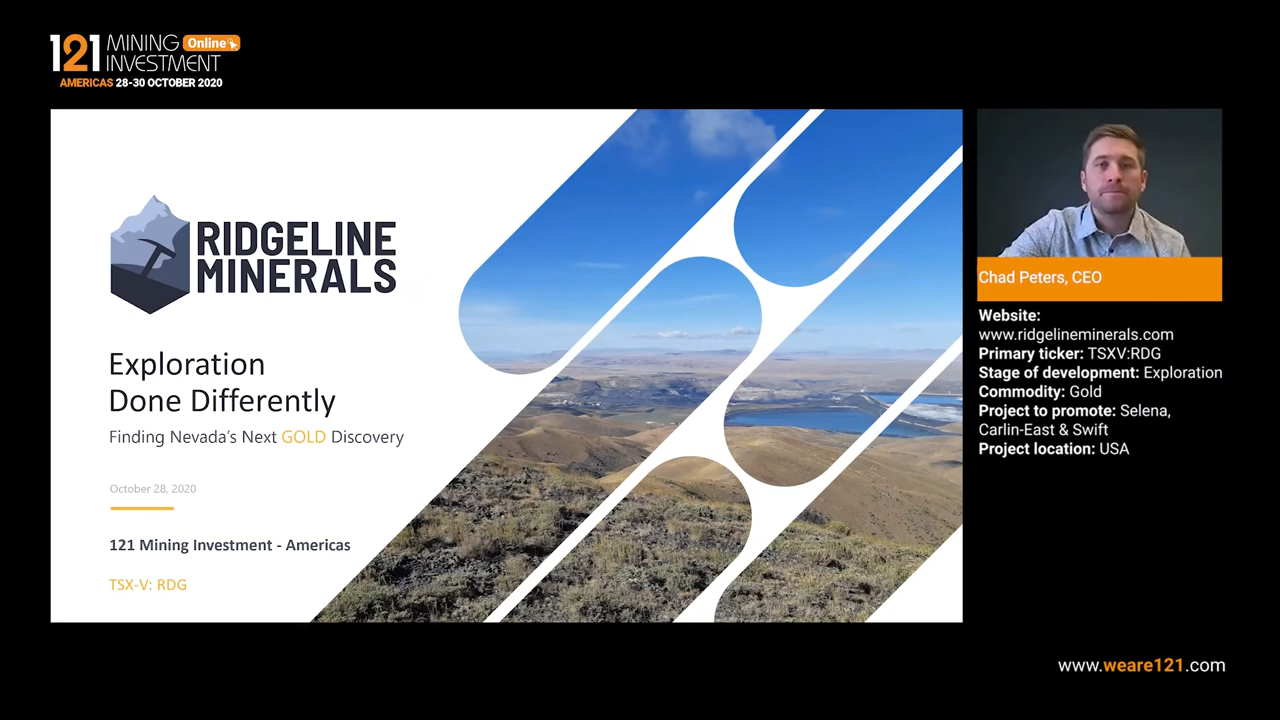 121 MINING Online
INVESTMENT
AMERICAS 28-30 OCTOBER 2020
RIDGELINE
MINERALS
Exploration
Done Differently
Finding Nevada's Next GOLD Discovery
October 28, 2020
121 Mining Investment - Americas
TSX-V: RDG
Chad Peters, CEO
Website:
www.ridgelineminerals.com
Primary ticker: TSXV:RDG
Stage of development: Exploration
Commodity: Gold
Project to promote: Selena,
Carlin-East & Swift
Project location: USA
www.weare121.com